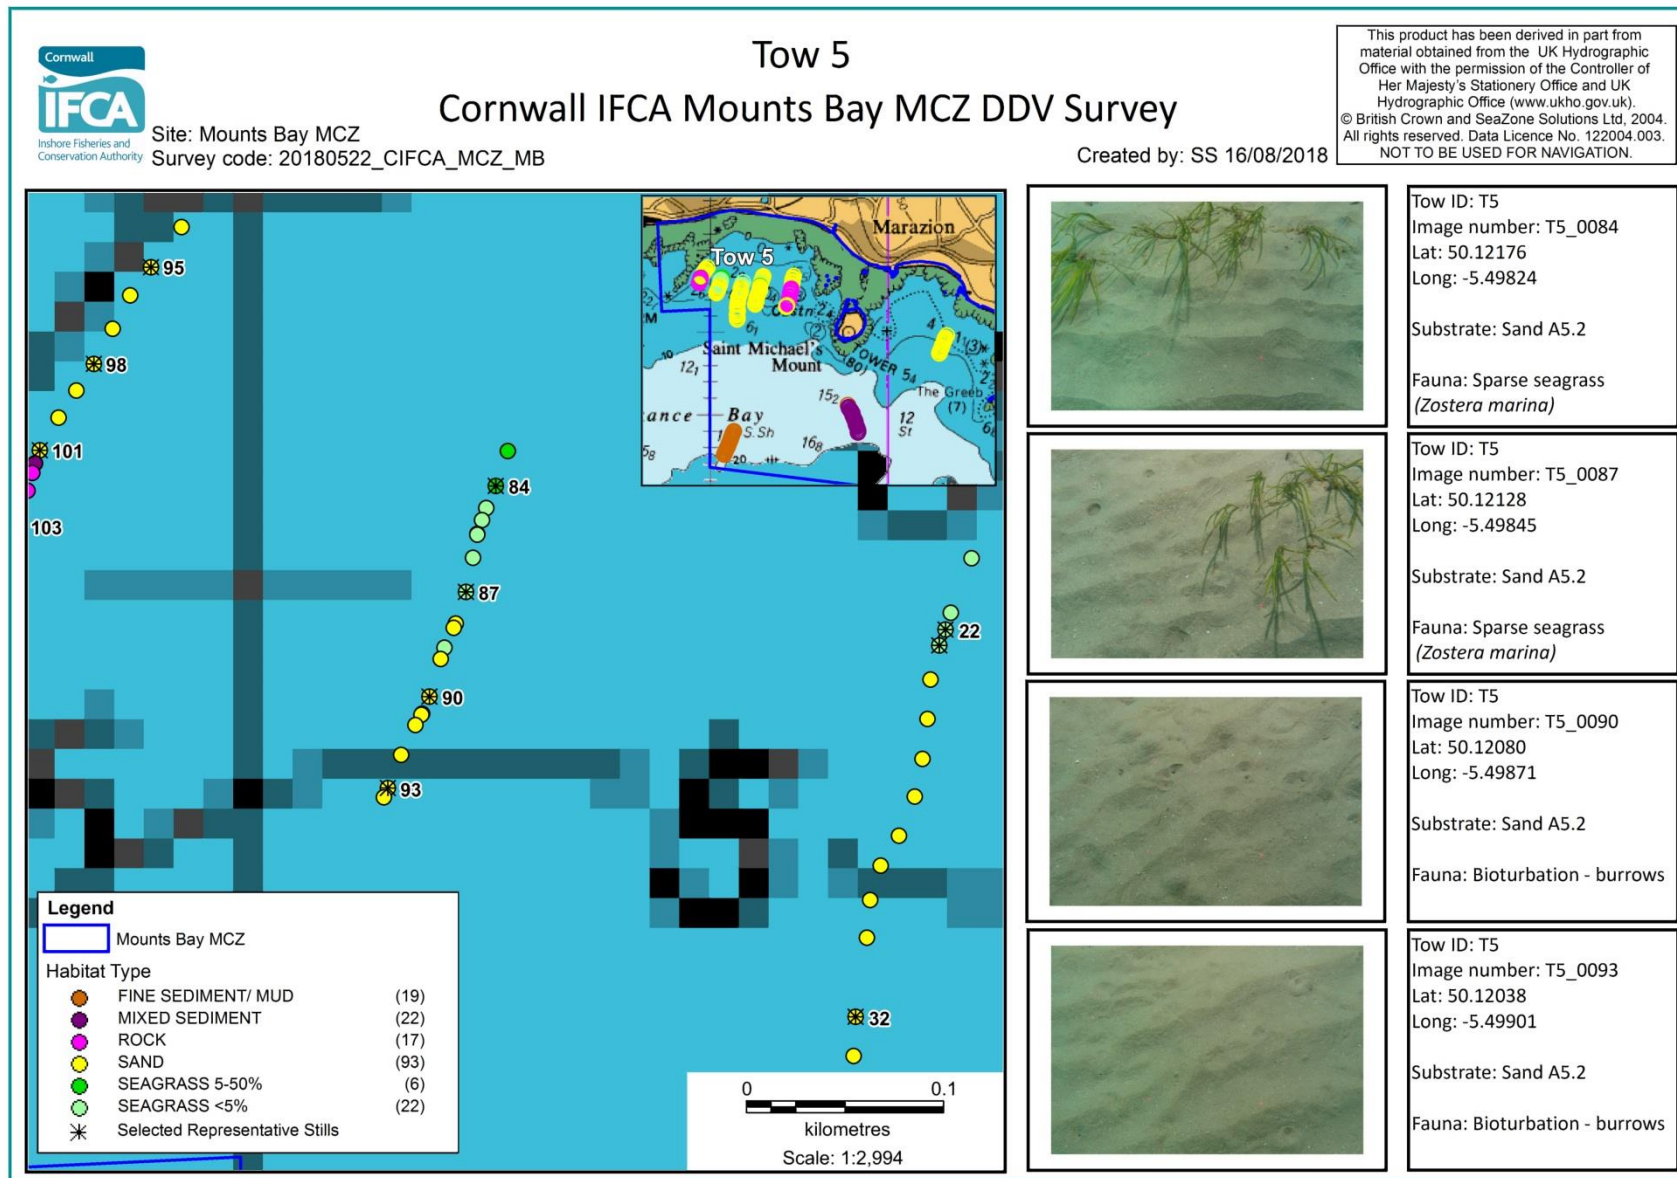 Cornwall
IFCA
Inshore Fisheries and
Conservation Authority
Tow 5
Cornwall IFCA Mounts Bay MCZ DDV Survey
Site: Mounts Bay MCZ
Survey code: 20180522_CIFCA_MCZ_MB
Created by: SS 16/08/2018
This product has been derived in part from
material obtained from the UK Hydrographic
Office with the permission of the Controller of
Her Majesty's Stationery Office and UK
Hydrographic Office (www.ukho.gov.uk).
© British Crown and SeaZone Solutions Ltd, 2004.
All rights reserved. Data Licence No. 122004.003.
NOT TO BE USED FOR NAVIGATION.
95
98
101
103
84
87
90
93
22
32
5
Marazion
Tow 5
Saint Michael's
Mount
TOWER
(80)
The Greeb
(7)
Bay
S.Sh
St
Legend
Mounts Bay MCZ
Habitat Type
FINE SEDIMENT/ MUD (19)
MIXED SEDIMENT (22)
ROCK (17)
SAND (93)
SEAGRASS 5-50% (6)
SEAGRASS <5% (22)
Selected Representative Stills
0 0.1
kilometres
Scale: 1:2,994
Tow ID: T5
Image number: T5_0084
Lat: 50.12176
Long: -5.49824
Substrate: Sand A5.2
Fauna: Sparse seagrass
(Zostera marina)
Tow ID: T5
Image number: T5_0087
Lat: 50.12128
Long: -5.49845
Substrate: Sand A5.2
Fauna: Sparse seagrass
(Zostera marina)
Tow ID: T5
Image number: T5_0090
Lat: 50.12080
Long: -5.49871
Substrate: Sand A5.2
Fauna: Bioturbation - burrows
Tow ID: T5
Image number: T5_0093
Lat: 50.12038
Long: -5.49901
Substrate: Sand A5.2
Fauna: Bioturbation - burrows